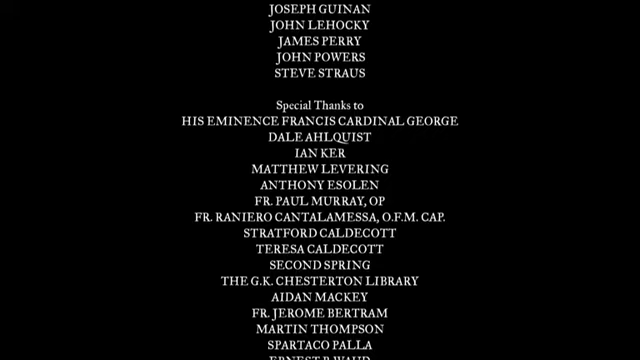 JOSEPH GUINAN
JOHN LEHOCKY
JAMES PERRY
JOHN POWERS
STEVE STRAUS
Special Thanks to
HIS EMINENCE FRANCIS CARDINAL GEORGE
DALE AHLQUIST
IAN KER
MATTHEW LEVERING
ANTHONY ESOLEN
FR. PAUL MURRAY, OP
FR. RANIERO CANTALAMESSA, O.F.M. CAP.
STRATFORD CALDECOTT
TERESA CALDECOTT
SECOND SPRING
THE G.K. CHESTERTON LIBRARY
AIDAN MACKEY
FR. JEROME BERTRAM
MARTIN THOMPSON
SPARTACO PALLA